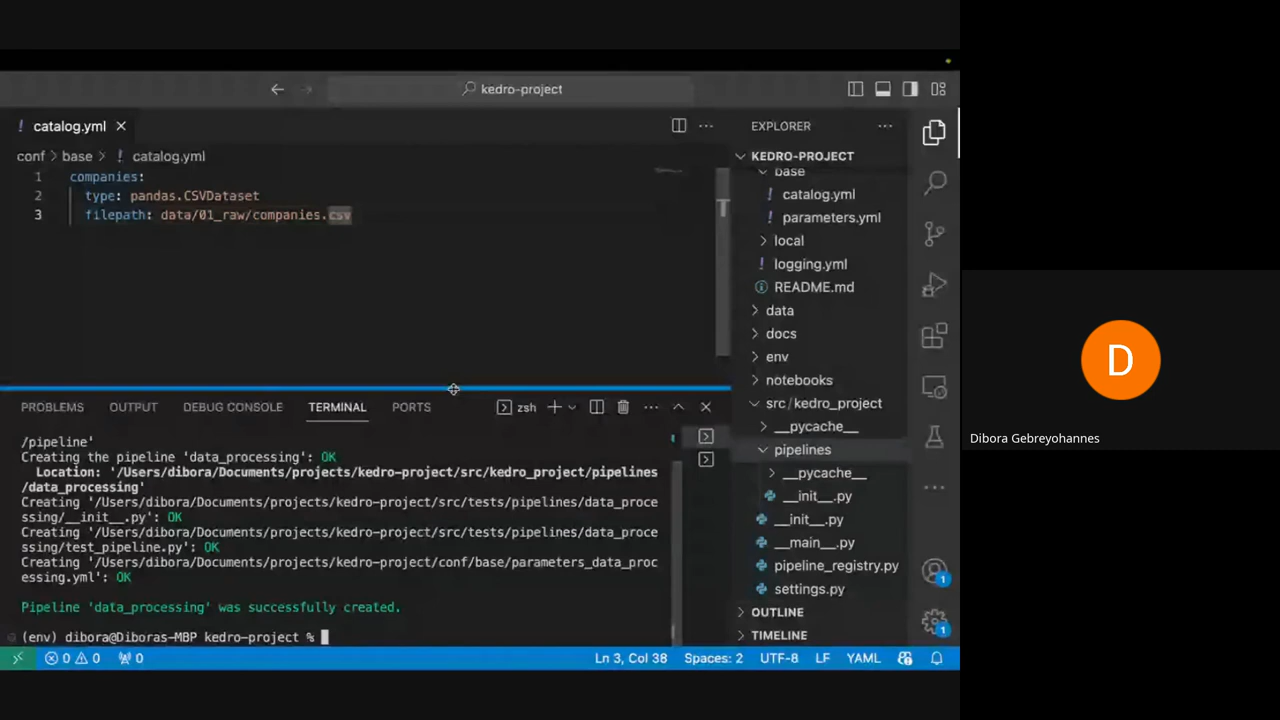 kedro-project
catalog.yml
conf > base > ! catalog.yml
1 companies:
2 type: pandas.CSVDataset
3 filepath: data/01_raw/companies.csv
PROBLEMS OUTPUT DEBUG CONSOLE TERMINAL PORTS
zsh
/pipeline'
Creating the pipeline 'data_processing': OK
Location: '/Users/dibora/Documents/projects/kedro-project/src/kedro_project/pipelines
/data_processing'
Creating '/Users/dibora/Documents/projects/kedro-project/src/tests/pipelines/data_proce
ssing/__init__.py': OK
Creating '/Users/dibora/Documents/projects/kedro-project/src/tests/pipelines/data_proce
ssing/test_pipeline.py': OK
Creating '/Users/dibora/Documents/projects/kedro-project/conf/base/parameters_data_proc
essing.yml': OK
Pipeline 'data_processing' was successfully created.
(env) dibora@Diboras-MBP kedro-project %
EXPLORER
KEDRO-PROJECT
base
! catalog.yml
! parameters.yml
local
! logging.yml
README.md
data
docs
env
notebooks
src/kedro_project
__pycache__
pipelines
__pycache__
__init__.py
__init__.py
__main__.py
pipeline_registry.py
settings.py
OUTLINE
TIMELINE
1
1
0 0 0
Ln 3, Col 38 Spaces: 2 UTF-8 LF YAML
D
Dibora Gebreyohannes